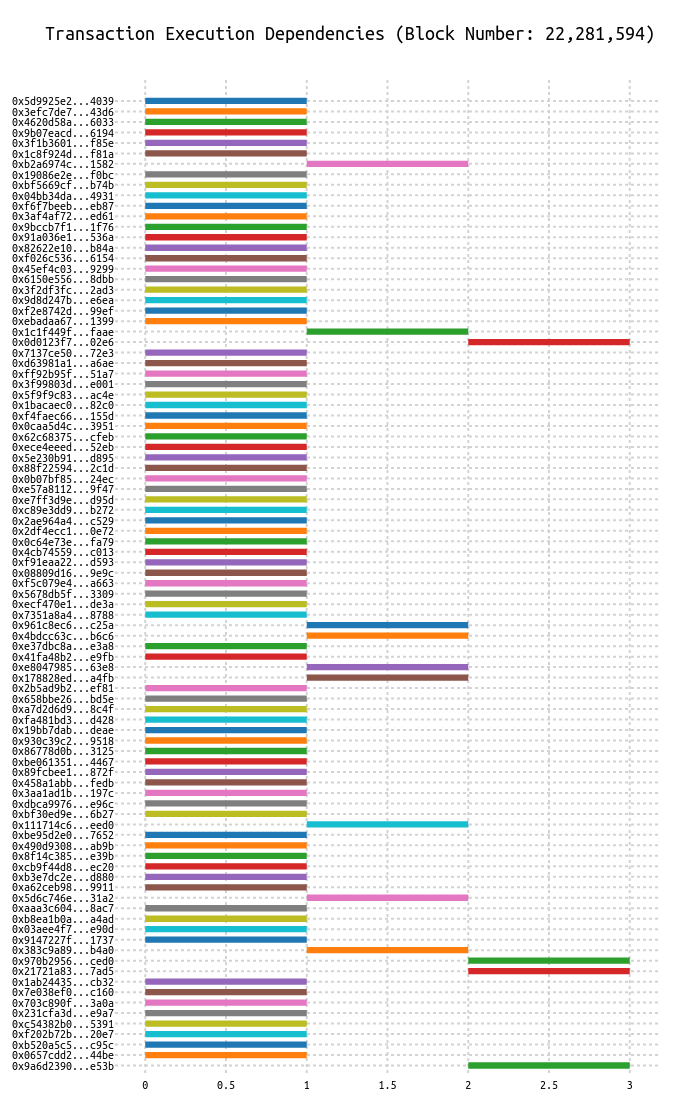 Transaction Execution Dependencies (Block Number: 22,281,594)
0x5d9925e2...4039
0x3efc7de7...43d6
0x4620d58a...6033
0x9b07eacd...6194
0x3f1b3601...f85e
0x1c8f924d...f81a
0xb2a6974c...1582
0x19086e2e...f0bc
0xbf5669cf...b74b
0x04bb34da...4931
0xf6f7beeb...eb87
0x3af4af72...ed61
0x9bccb7f1...1f76
0x91a036e1...536a
0x82622e10...b84a
0xf026c536...6154
0x45ef4c03...9299
0x6150e556...8dbb
0x3f2df3fc...2ad3
0x9d8d247b...e6ea
0xf2e8742d...99ef
0xebadaa67...1399
0x1c1f449f...faae
0x0d0123f7...02e6
0x7137ce50...72e3
0xd63981a1...a6ae
0xff92b95f...51a7
0x3f99803d...e001
0x5f9f9c83...ac4e
0x1bacaec0...82c0
0xf4faec66...155d
0x0caa5d4c...3951
0x62c68375...cfeb
0xece4eeed...52eb
0x5e230b91...d895
0x88f22594...2c1d
0x0b07bf85...24ec
0xe57a8112...9f47
0xe7ff3d9e...d95d
0xc89e3dd9...b272
0x2ae964a4...c529
0x2df4ecc1...0e72
0x0c64e73e...fa79
0x4cb74559...c013
0xf91eaa22...d593
0x08809d16...9e9c
0xf5c079e4...a663
0x5678db5f...3309
0xecf470e1...de3a
0x7351a8a4...8788
0x961c8ec6...c25a
0x4bdcc63c...b6c6
0xe37dbc8a...e3a8
0x41fa48b2...e9fb
0xe8047985...63e8
0x178828ed...a4fb
0x2b5ad9b2...ef81
0x658bbe26...bd5e
0xa7d2d6d9...8c4f
0xfa481bd3...d428
0x19bb7dab...deae
0x930c39c2...9518
0x86778d0b...3125
0xbe061351...4467
0x89fcbee1...872f
0x458a1abb...fedb
0x3aa1ad1b...197c
0xdbca9976...e96c
0xbf30ed9e...6b27
0x111714c6...eed0
0xbe95d2e0...7652
0x490d9308...ab9b
0x8f14c385...e39b
0xcb9f44d8...ec20
0xb3e7dc2e...d880
0xa62ceb98...9911
0x5d6c746e...31a2
0xaaa3c604...8ac7
0xb8ea1b0a...a4ad
0x03aee4f7...e90d
0x9147227f...1737
0x383c9a89...b4a0
0x970b2956...ced0
0x21721a83...7ad5
0x1ab24435...cb32
0x7e038ef0...c160
0x703c890f...3a0a
0x231cfa3d...e9a7
0xc54382b0...5391
0xf202b72b...20e7
0xb520a5c5...c95c
0x0657cdd2...44be
0x9a6d2390...e53b
0 0.5 1 1.5 2 2.5 3